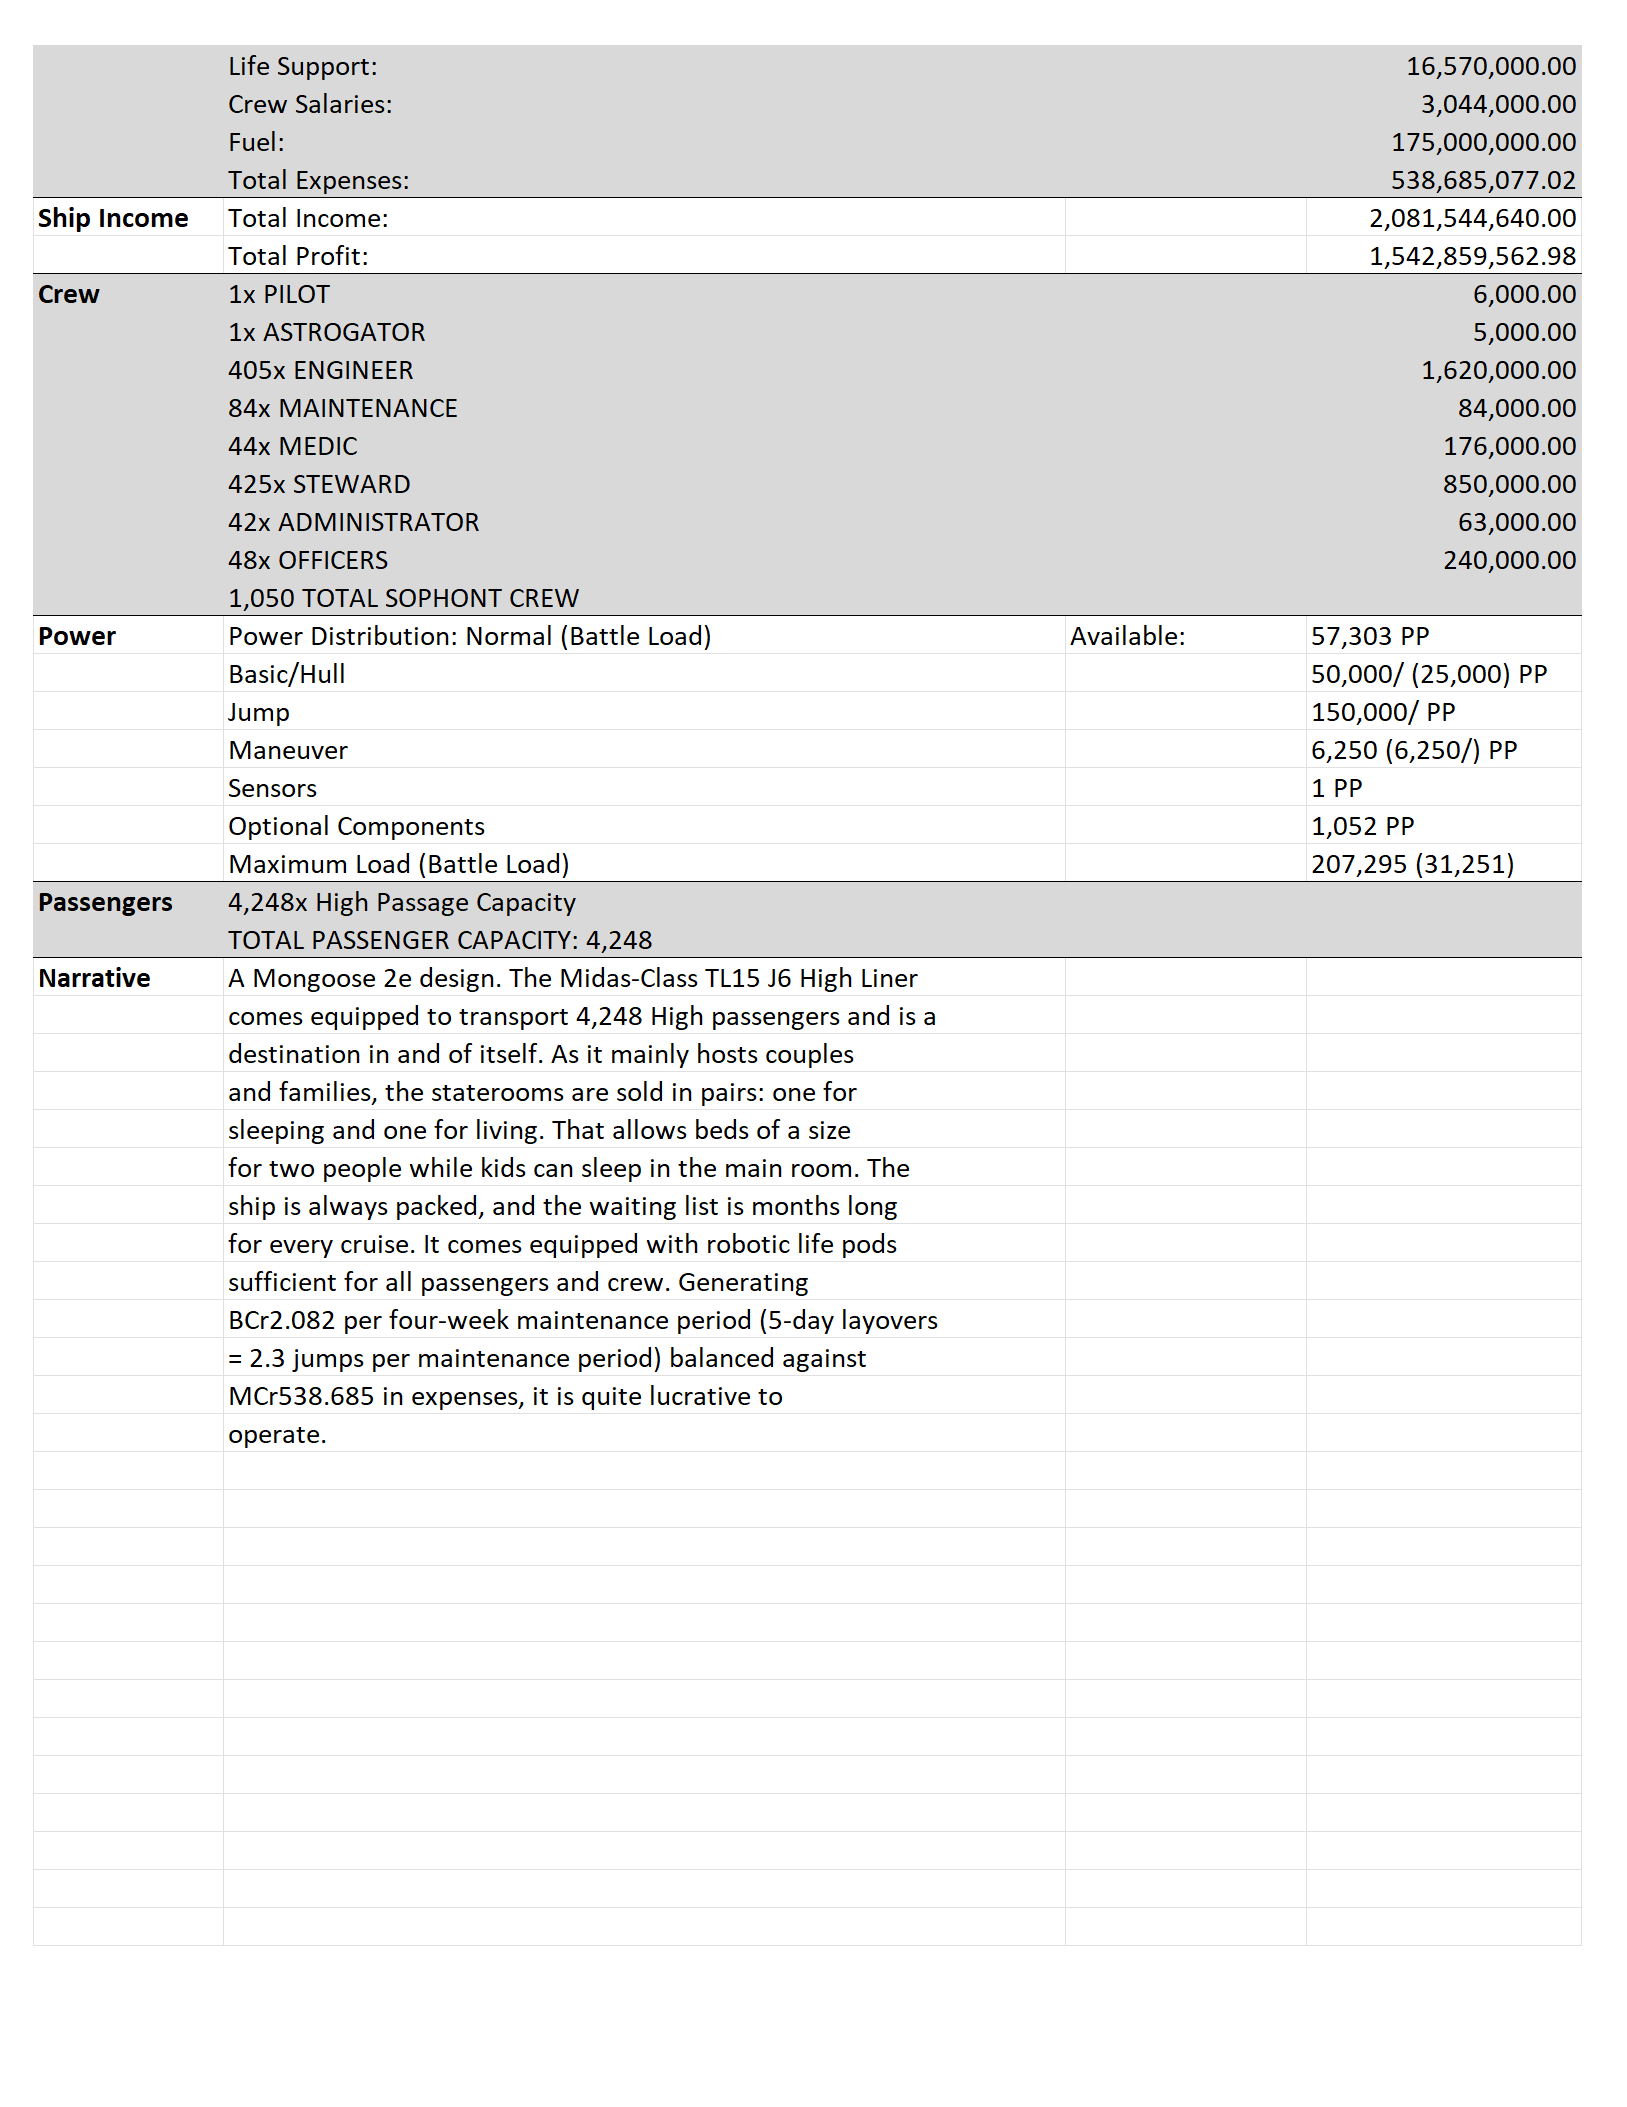 Life Support: 16,570,000.00
Crew Salaries: 3,044,000.00
Fuel: 175,000,000.00
Total Expenses: 538,685,077.02
Ship Income Total Income: 2,081,544,640.00
Total Profit: 1,542,859,562.98
Crew 1x PILOT 6,000.00
1x ASTROGATOR 5,000.00
405x ENGINEER 1,620,000.00
84x MAINTENANCE 84,000.00
44x MEDIC 176,000.00
425x STEWARD 850,000.00
42x ADMINISTRATOR 63,000.00
48x OFFICERS 240,000.00
1,050 TOTAL SOPHONT CREW
Power Power Distribution: Normal (Battle Load) Available: 57,303 PP
Basic/Hull 50,000/ (25,000) PP
Jump 150,000/ PP
Maneuver 6,250 (6,250/) PP
Sensors 1 PP
Optional Components 1,052 PP
Maximum Load (Battle Load) 207,295 (31,251)
Passengers 4,248x High Passage Capacity
TOTAL PASSENGER CAPACITY: 4,248
Narrative A Mongoose 2e design. The Midas-Class TL15 J6 High Liner
comes equipped to transport 4,248 High passengers and is a
destination in and of itself. As it mainly hosts couples
and families, the staterooms are sold in pairs: one for
sleeping and one for living. That allows beds of a size
for two people while kids can sleep in the main room. The
ship is always packed, and the waiting list is months long
for every cruise. It comes equipped with robotic life pods
sufficient for all passengers and crew. Generating
BCr2.082 per four-week maintenance period (5-day layovers
= 2.3 jumps per maintenance period) balanced against
MCr538.685 in expenses, it is quite lucrative to
operate.